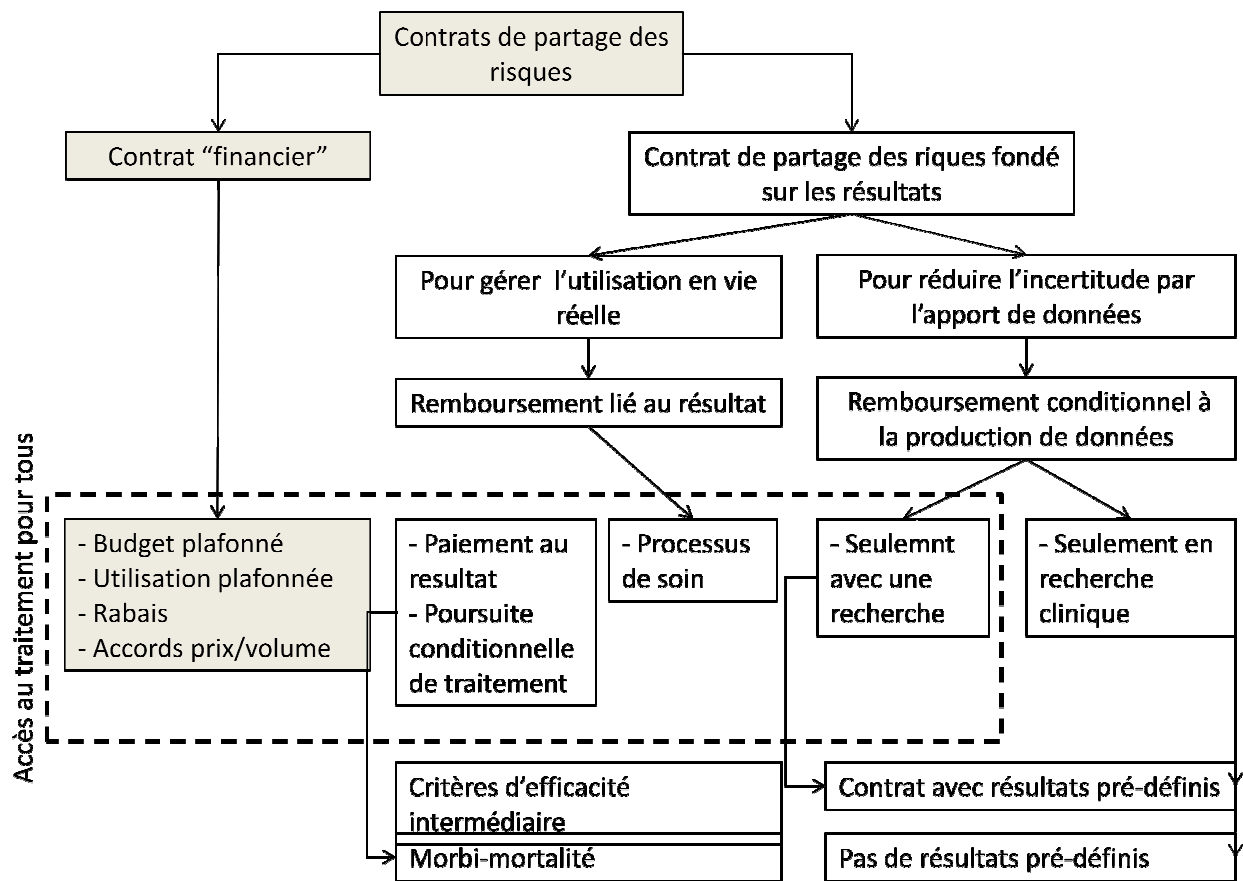 Contrats de partage des
risques
Contrat “financier”
Contrat de partage des riques fondé
sur les résultats
Pour gérer l’utilisation en vie
réelle
Pour réduire l’incertitude par
l’apport de données
Remboursement lié au résultat
Remboursement conditionnel à
la production de données
Accès au traitement pour tous
- Budget plafonné
- Utilisation plafonnée
- Rabais
- Accords prix/volume
- Paiement au
resultat
- Poursuite
conditionnelle
de traitement
- Processus
de soin
- Seulemnt
avec une
recherche
- Seulement en
recherche
clinique
Critères d’efficacité
intermédiaire
Morbi-mortalité
Contrat avec résultats pré-définis
Pas de résultats pré-définis